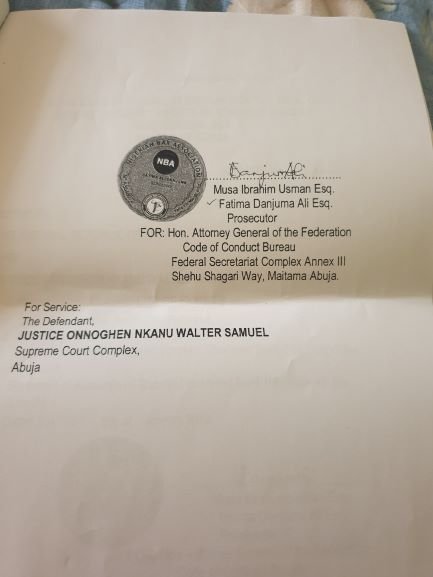 NIGERIAN BAR ASSOCIATION
NBA
Musa Ibrahim Usman Esq.
✓ Fatima Danjuma Ali Esq.
Prosecutor
FOR: Hon. Attorney General of the Federation
Code of Conduct Bureau
Federal Secretariat Complex Annex III
Shehu Shagari Way, Maitama Abuja.
For Service:
The Defendant,
JUSTICE ONNOGHEN NKANU WALTER SAMUEL
Supreme Court Complex,
Abuja